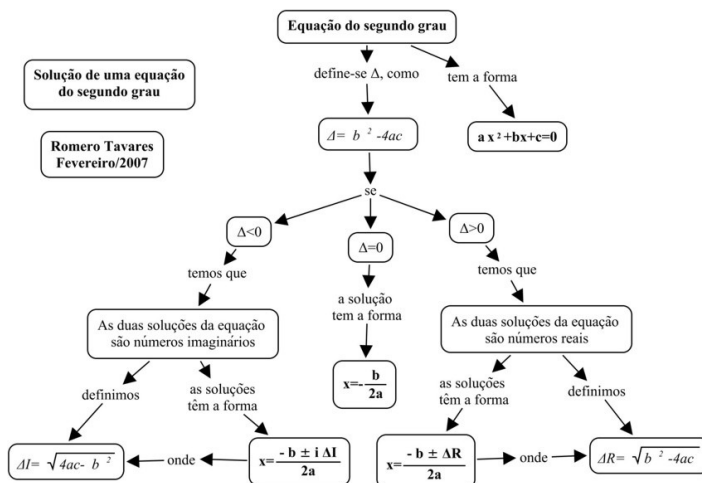 Equação do segundo grau
Solução de uma equação
do segundo grau
define-se Δ, como
tem a forma
Romero Tavares
Fevereiro/2007
Δ= b ² -4ac
a x ² +bx+c=0
se
Δ<0
Δ=0
Δ>0
temos que
a solução
tem a forma
temos que
As duas soluções da equação
são números imaginários
As duas soluções da equação
são números reais
x=- b
2a
definimos
as soluções
têm a forma
as soluções
têm a forma
definimos
ΔI= √4ac- b ²
onde
x= - b ± i ΔI
2a
x= - b ± ΔR
2a
onde
ΔR= √b ² -4ac